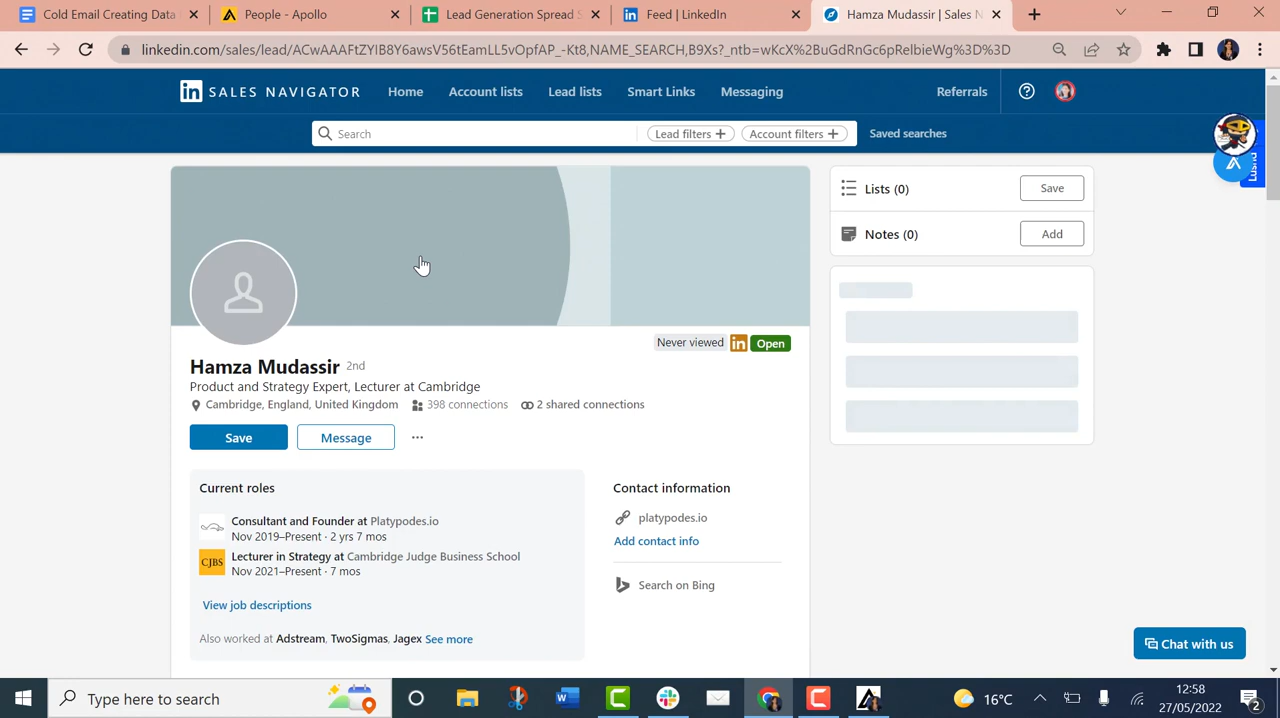 Cold Email Creating Data
People - Apollo
Lead Generation Spread S
Feed | LinkedIn
Hamza Mudassir | Sales N
linkedin.com/sales/lead/ACwAAAFtZYIB8Y6awsV56tEamLL5vOpfAP_-Kt8,NAME_SEARCH,B9Xs?_ntb=wKcX%2BuGdRnGc6pRelbieWg%3D%3D
in SALES NAVIGATOR Home Account lists Lead lists Smart Links Messaging Referrals
Search Lead filters + Account filters + Saved searches
Lists (0) Save
Notes (0) Add
Never viewed in Open
Hamza Mudassir 2nd
Product and Strategy Expert, Lecturer at Cambridge
Cambridge, England, United Kingdom 398 connections 2 shared connections
Save Message ···
Current roles
Consultant and Founder at Platypodes.io
Nov 2019–Present · 2 yrs 7 mos
CJBS
Lecturer in Strategy at Cambridge Judge Business School
Nov 2021–Present · 7 mos
View job descriptions
Also worked at Adstream, TwoSigmas, Jagex See more
Contact information
platypodes.io
Add contact info
Search on Bing
Chat with us
Type here to search
16°C
12:58
27/05/2022
2